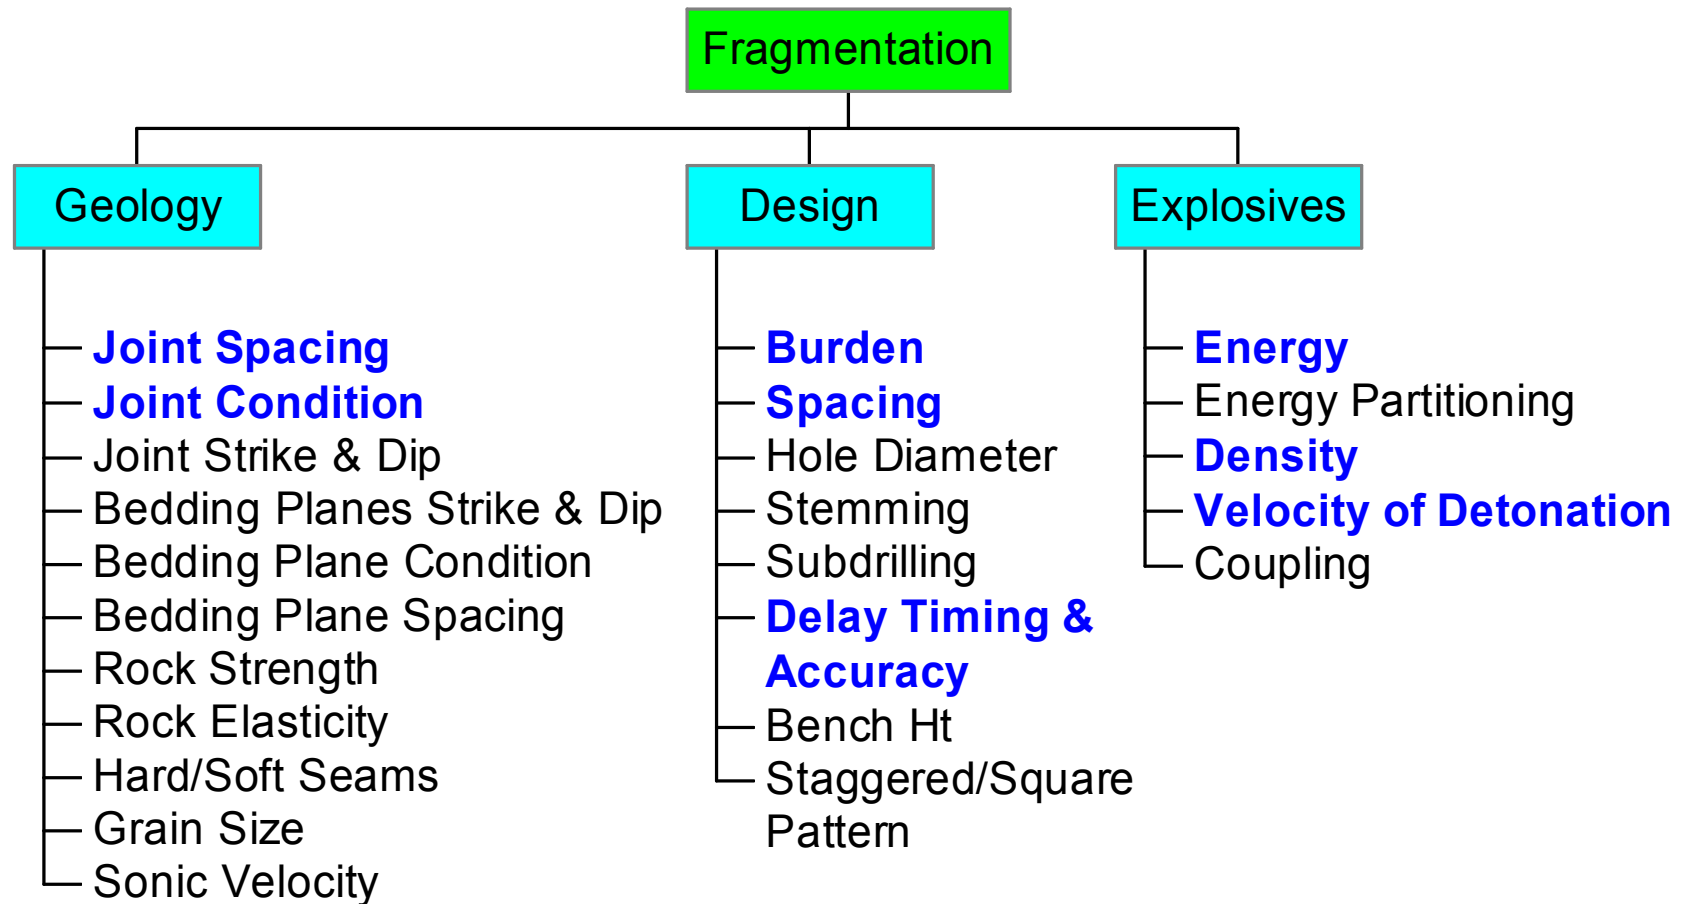 Fragmentation
Geology
Design
Explosives
Joint Spacing
Joint Condition
Joint Strike & Dip
Bedding Planes Strike & Dip
Bedding Plane Condition
Bedding Plane Spacing
Rock Strength
Rock Elasticity
Hard/Soft Seams
Grain Size
Sonic Velocity
Burden
Spacing
Hole Diameter
Stemming
Subdrilling
Delay Timing &
Accuracy
Bench Ht
Staggered/Square
Pattern
Energy
Energy Partitioning
Density
Velocity of Detonation
Coupling